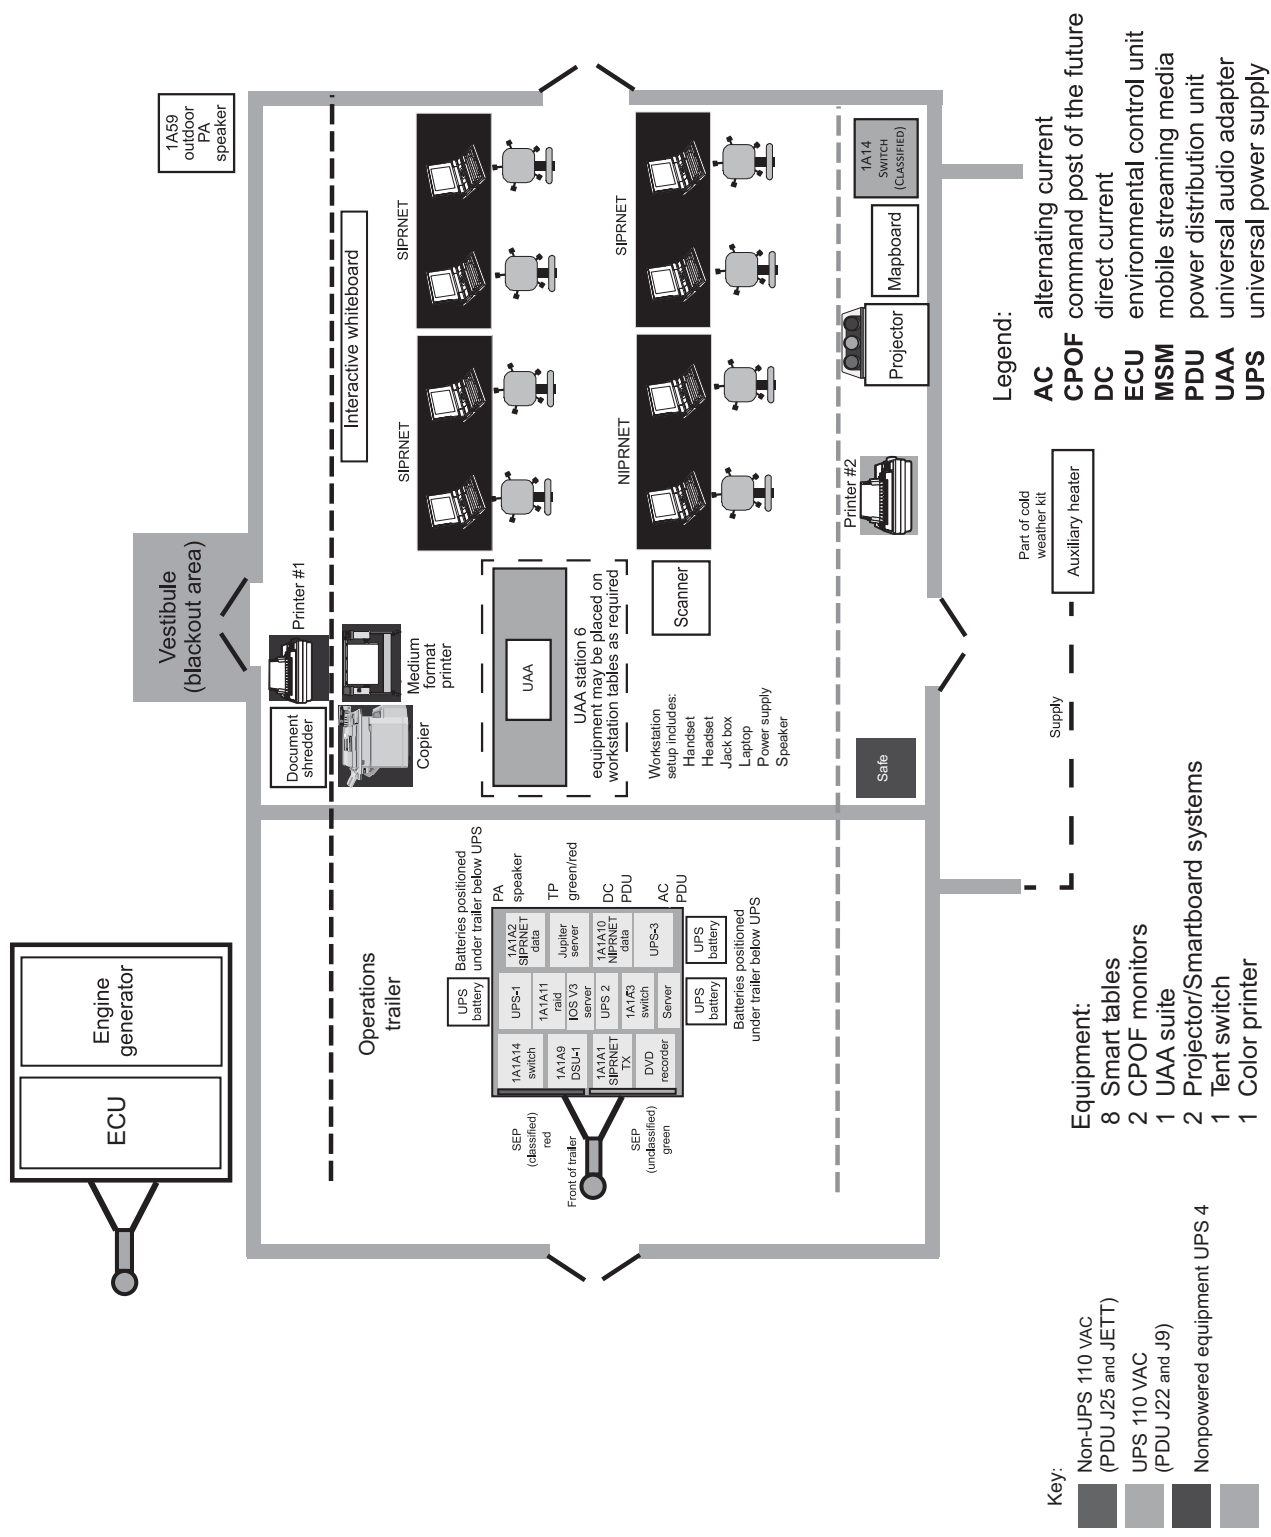 ECU
Engine
generator
Vestibule
(blackout area)
1A59
outdoor
PA
speaker
Operations
trailer
Document
shredder
Printer #1
Copier
Medium
format
printer
Interactive whiteboard
SIPRNET
SIPRNET
UPS
battery
Batteries positioned
under trailer below UPS
SEP
(classified)
red
Front of trailer
SEP
(unclassified)
green
1A1A14
switch
1A1A9
DSU-1
1A1A1
SIPRNET
TX
DVD
recorder
UPS-1
1A1A11
raid
IOS V3
server
UPS 2
1A1A3
switch
Server
1A1A2
SIPRNET
data
Jupiter
server
1A1A10
NIPRNET
data
UPS-3
PA
speaker
TP
green/red
DC
PDU
AC
PDU
UPS
battery
UPS
battery
Batteries positioned
under trailer below UPS
UAA
UAA station 6
equipment may be placed on
workstation tables as required
Workstation
setup includes:
Handset
Headset
Jack box
Laptop
Power supply
Speaker
Scanner
NIPRNET
SIPRNET
Safe
Printer #2
Projector
Mapboard
1A14
SWITCH
(CLASSIFIED)
Supply
Part of cold
weather kit
Auxiliary heater
Key:
Non-UPS 110 VAC
(PDU J25 and JETT)
UPS 110 VAC
(PDU J22 and J9)
Nonpowered equipment UPS 4
Equipment:
8 Smart tables
2 CPOF monitors
1 UAA suite
2 Projector/Smartboard systems
1 Tent switch
1 Color printer
Legend:
AC alternating current
CPOF command post of the future
DC direct current
ECU environmental control unit
MSM mobile streaming media
PDU power distribution unit
UAA universal audio adapter
UPS universal power supply